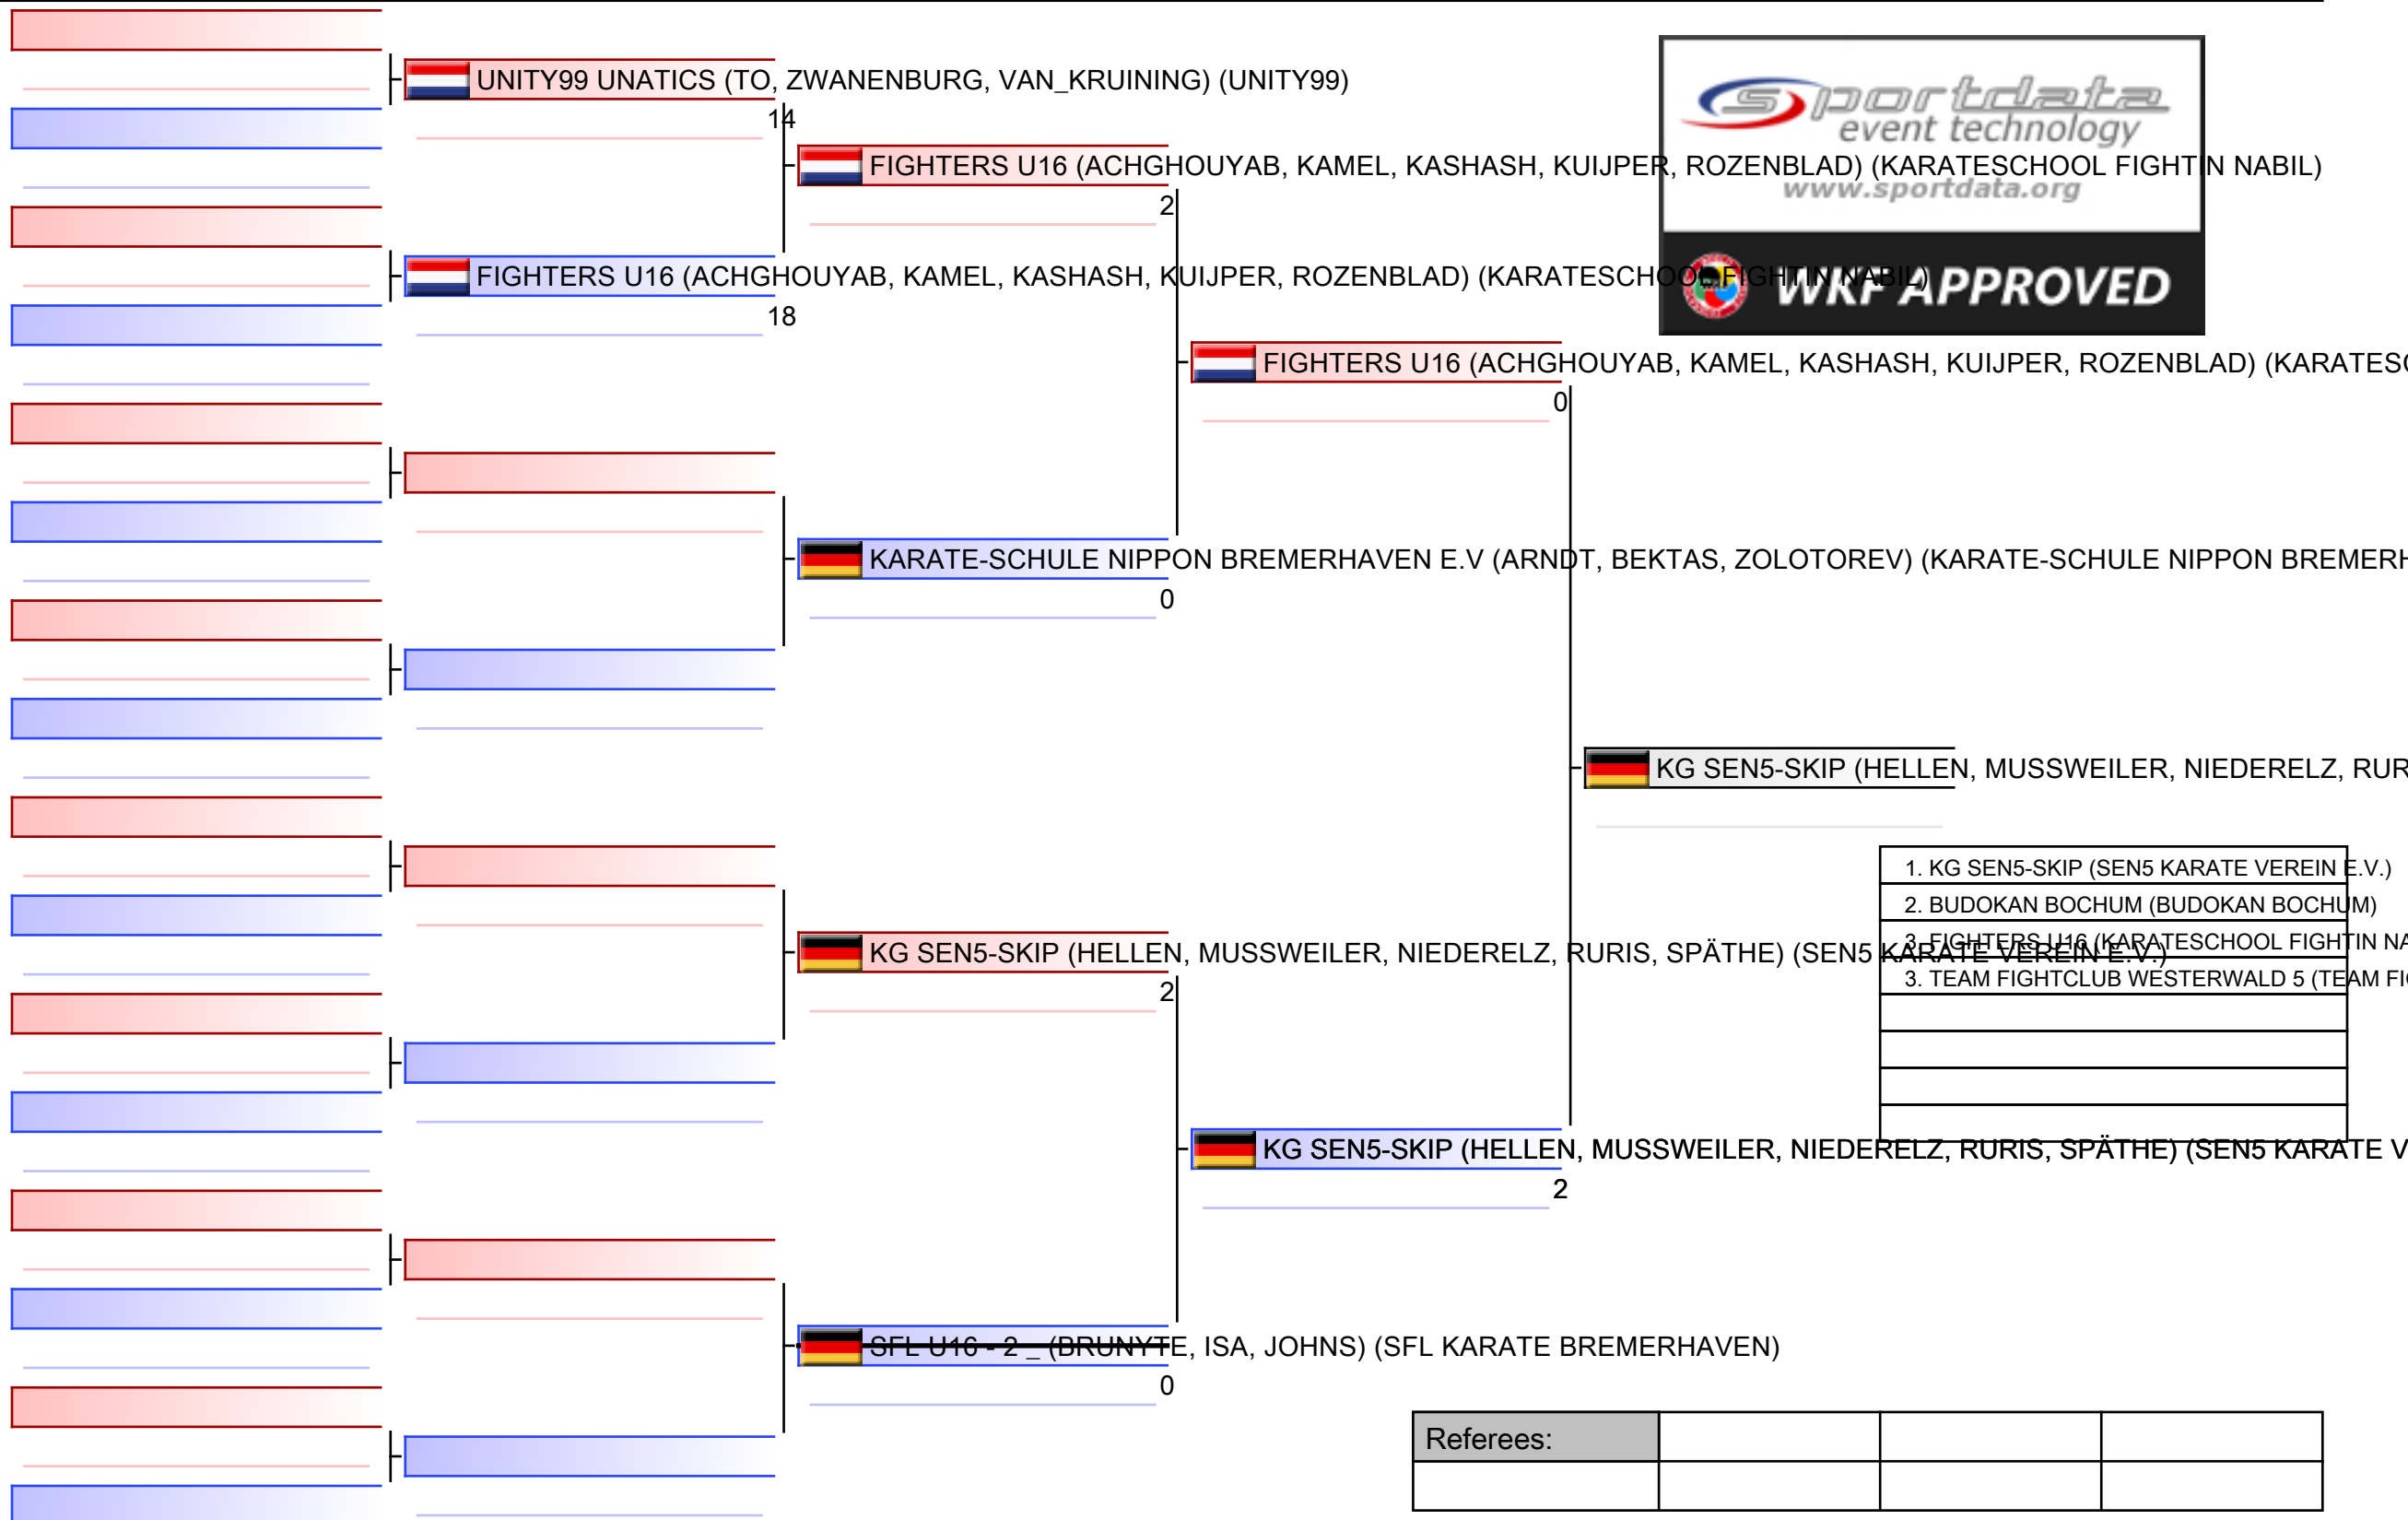 UNITY99 UNATICS (TO, ZWANENBURG, VAN_KRUINING) (UNITY99)
14
sportdata
event technology
www.sportdata.org
WKF APPROVED
FIGHTERS U16 (ACHGHOUYAB, KAMEL, KASHASH, KUIJPER, ROZENBLAD) (KARATESCHOOL FIGHTIN NABIL)
2
FIGHTERS U16 (ACHGHOUYAB, KAMEL, KASHASH, KUIJPER, ROZENBLAD) (KARATESCHOOL FIGHTIN NABIL)
18
FIGHTERS U16 (ACHGHOUYAB, KAMEL, KASHASH, KUIJPER, ROZENBLAD) (KARATES
0
KARATE-SCHULE NIPPON BREMERHAVEN E.V (ARNDT, BEKTAS, ZOLOTOREV) (KARATE-SCHULE NIPPON BREMERH
0
KG SEN5-SKIP (HELLEN, MUSSWEILER, NIEDERELZ, RUR
1. KG SEN5-SKIP (SEN5 KARATE VEREIN E.V.)
2. BUDOKAN BOCHUM (BUDOKAN BOCHUM)
3. FIGHTERS U16 (KARATESCHOOL FIGHTIN NA
3. TEAM FIGHTCLUB WESTERWALD 5 (TEAM FI
KG SEN5-SKIP (HELLEN, MUSSWEILER, NIEDERELZ, RURIS, SPÄTHE) (SEN5 KARATE VEREIN E.V.)
2
KG SEN5-SKIP (HELLEN, MUSSWEILER, NIEDERELZ, RURIS, SPÄTHE) (SEN5 KARATE V
2
SFL U16 - 2 _ (BRUNYTE, ISA, JOHNS) (SFL KARATE BREMERHAVEN)
0
Referees: